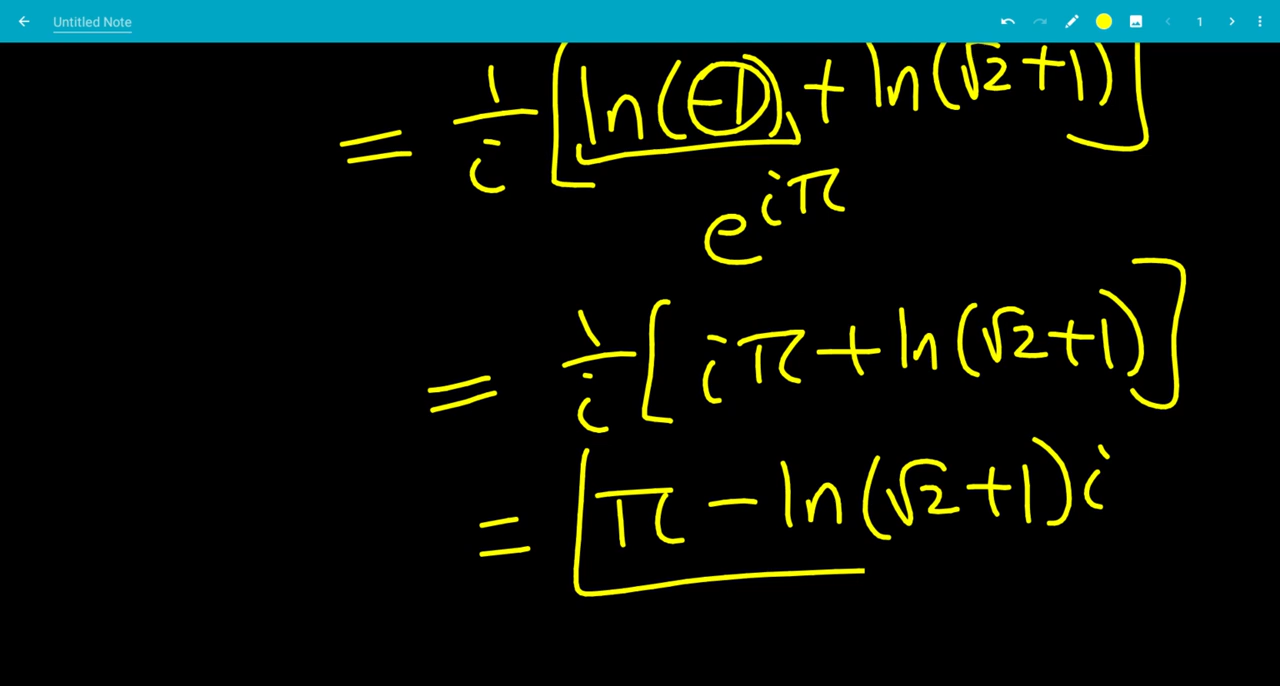 Untitled Note
1
= 1/i [ln(-1) + ln(√2+1)]
e^{iπ}
= 1/i [iπ + ln(√2+1)]
= π - ln(√2+1)i